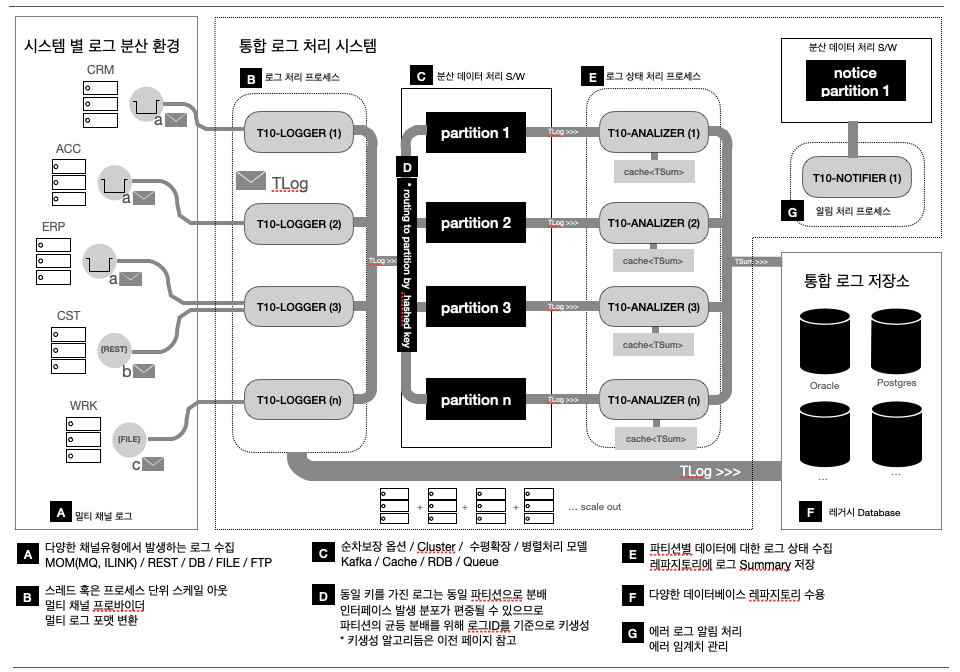 시스템 별 로그 분산 환경
CRM
a
ACC
a
ERP
a
CST
{REST}
b
WRK
{FILE}
c
A 멀티 채널 로그
통합 로그 처리 시스템
B 로그 처리 프로세스
T10-LOGGER (1)
TLog
T10-LOGGER (2)
T10-LOGGER (3)
T10-LOGGER (n)
TLog >>>
C 분산 데이터 처리 S/W
D
* routing to partition by .hashed key
partition 1
partition 2
partition 3
partition n
TLog >>>
TLog >>>
TLog >>>
TLog >>>
E 로그 상태 처리 프로세스
T10-ANALIZER (1)
cache<TSum>
T10-ANALIZER (2)
cache<TSum>
T10-ANALIZER (3)
cache<TSum>
T10-ANALIZER (n)
cache<TSum>
TSum >>>
분산 데이터 처리 S/W
notice
partition 1
T10-NOTIFIER (1)
G 알림 처리 프로세스
통합 로그 저장소
Oracle
Postgres
...
...
F 레거시 Database
TLog >>>
+ + + ... scale out
A 다양한 채널유형에서 발생하는 로그 수집
MOM(MQ, ILINK) / REST / DB / FILE / FTP
B 스레드 혹은 프로세스 단위 스케일 아웃
멀티 채널 프로바이더
멀티 로그 포맷 변환
C 순차보장 옵션 / Cluster / 수평확장 / 병렬처리 모델
Kafka / Cache / RDB / Queue
D 동일 키를 가진 로그는 동일 파티션으로 분배
인터페이스 발생 분포가 편중될 수 있으므로
파티션의 균등 분배를 위해 로그ID를 기준으로 키생성
* 키생성 알고리듬은 이전 페이지 참고
E 파티션별 데이터에 대한 로그 상태 수집
레파지토리에 로그 Summary 저장
F 다양한 데이터베이스 레파지토리 수용
G 에러 로그 알림 처리
에러 임계치 관리